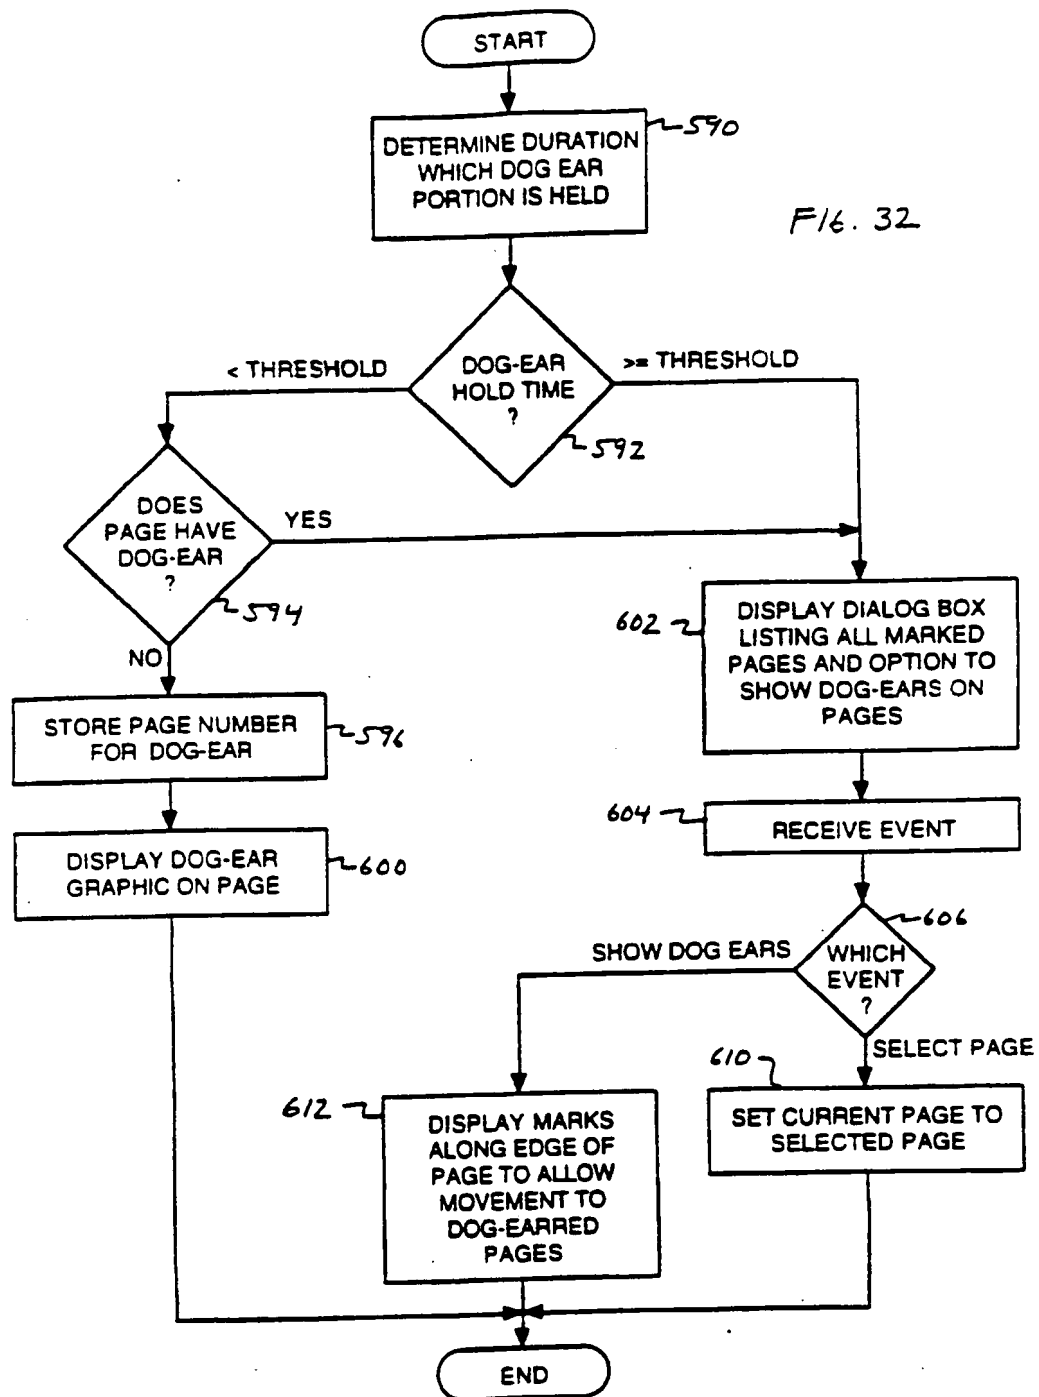 START
DETERMINE DURATION
WHICH DOG EAR
PORTION IS HELD
590
FIG. 32
< THRESHOLD
DOG-EAR
HOLD TIME
?
>= THRESHOLD
592
DOES
PAGE HAVE
DOG-EAR
?
YES
594
NO
602
DISPLAY DIALOG BOX
LISTING ALL MARKED
PAGES AND OPTION TO
SHOW DOG-EARS ON
PAGES
STORE PAGE NUMBER
FOR DOG-EAR
596
604
RECEIVE EVENT
DISPLAY DOG-EAR
GRAPHIC ON PAGE
600
606
SHOW DOG EARS
WHICH
EVENT
?
SELECT PAGE
610
SET CURRENT PAGE TO
SELECTED PAGE
612
DISPLAY MARKS
ALONG EDGE OF
PAGE TO ALLOW
MOVEMENT TO
DOG-EARRED
PAGES
END